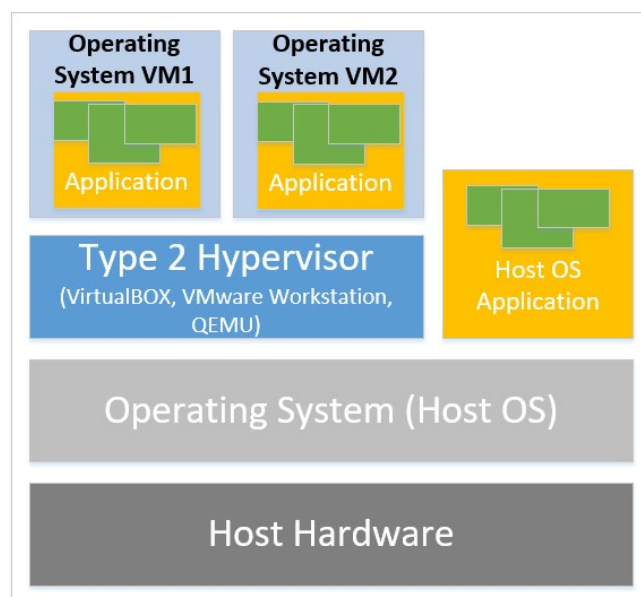 Operating
System VM1
Application
Operating
System VM2
Application
Type 2 Hypervisor
(VirtualBOX, VMware Workstation,
QEMU)
Host OS
Application
Operating System (Host OS)
Host Hardware